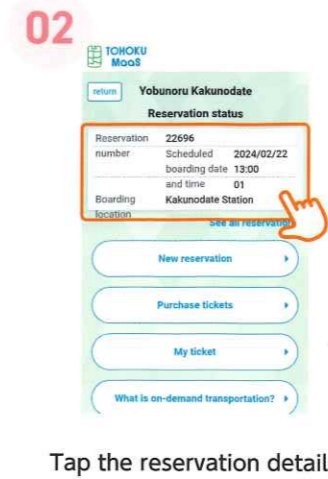 02
TOHOKU
MaaS
return Yobunoru Kakunodate
Reservation status
Reservation 22696
number Scheduled 2024/02/22
boarding date 13:00
and time 01
Boarding Kakunodate Station
location
See all reservation
New reservation
Purchase tickets
My ticket
What is on-demand transportation?
Tap the reservation detail